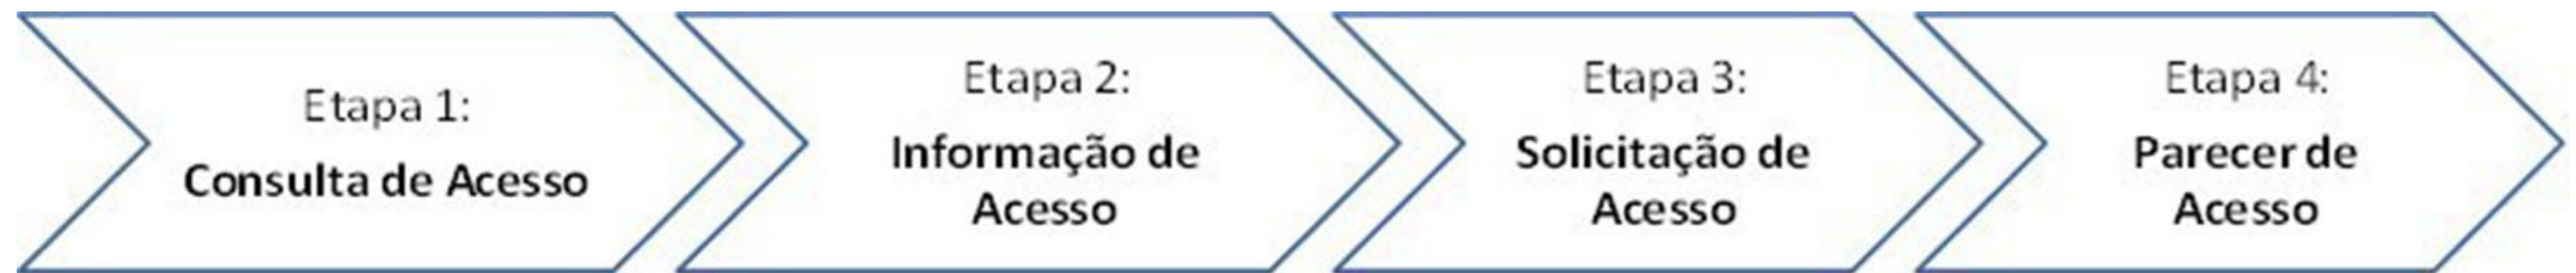 Etapa 1:
Consulta de Acesso
Etapa 2:
Informação de
Acesso
Etapa 3:
Solicitação de
Acesso
Etapa 4:
Parecer de
Acesso